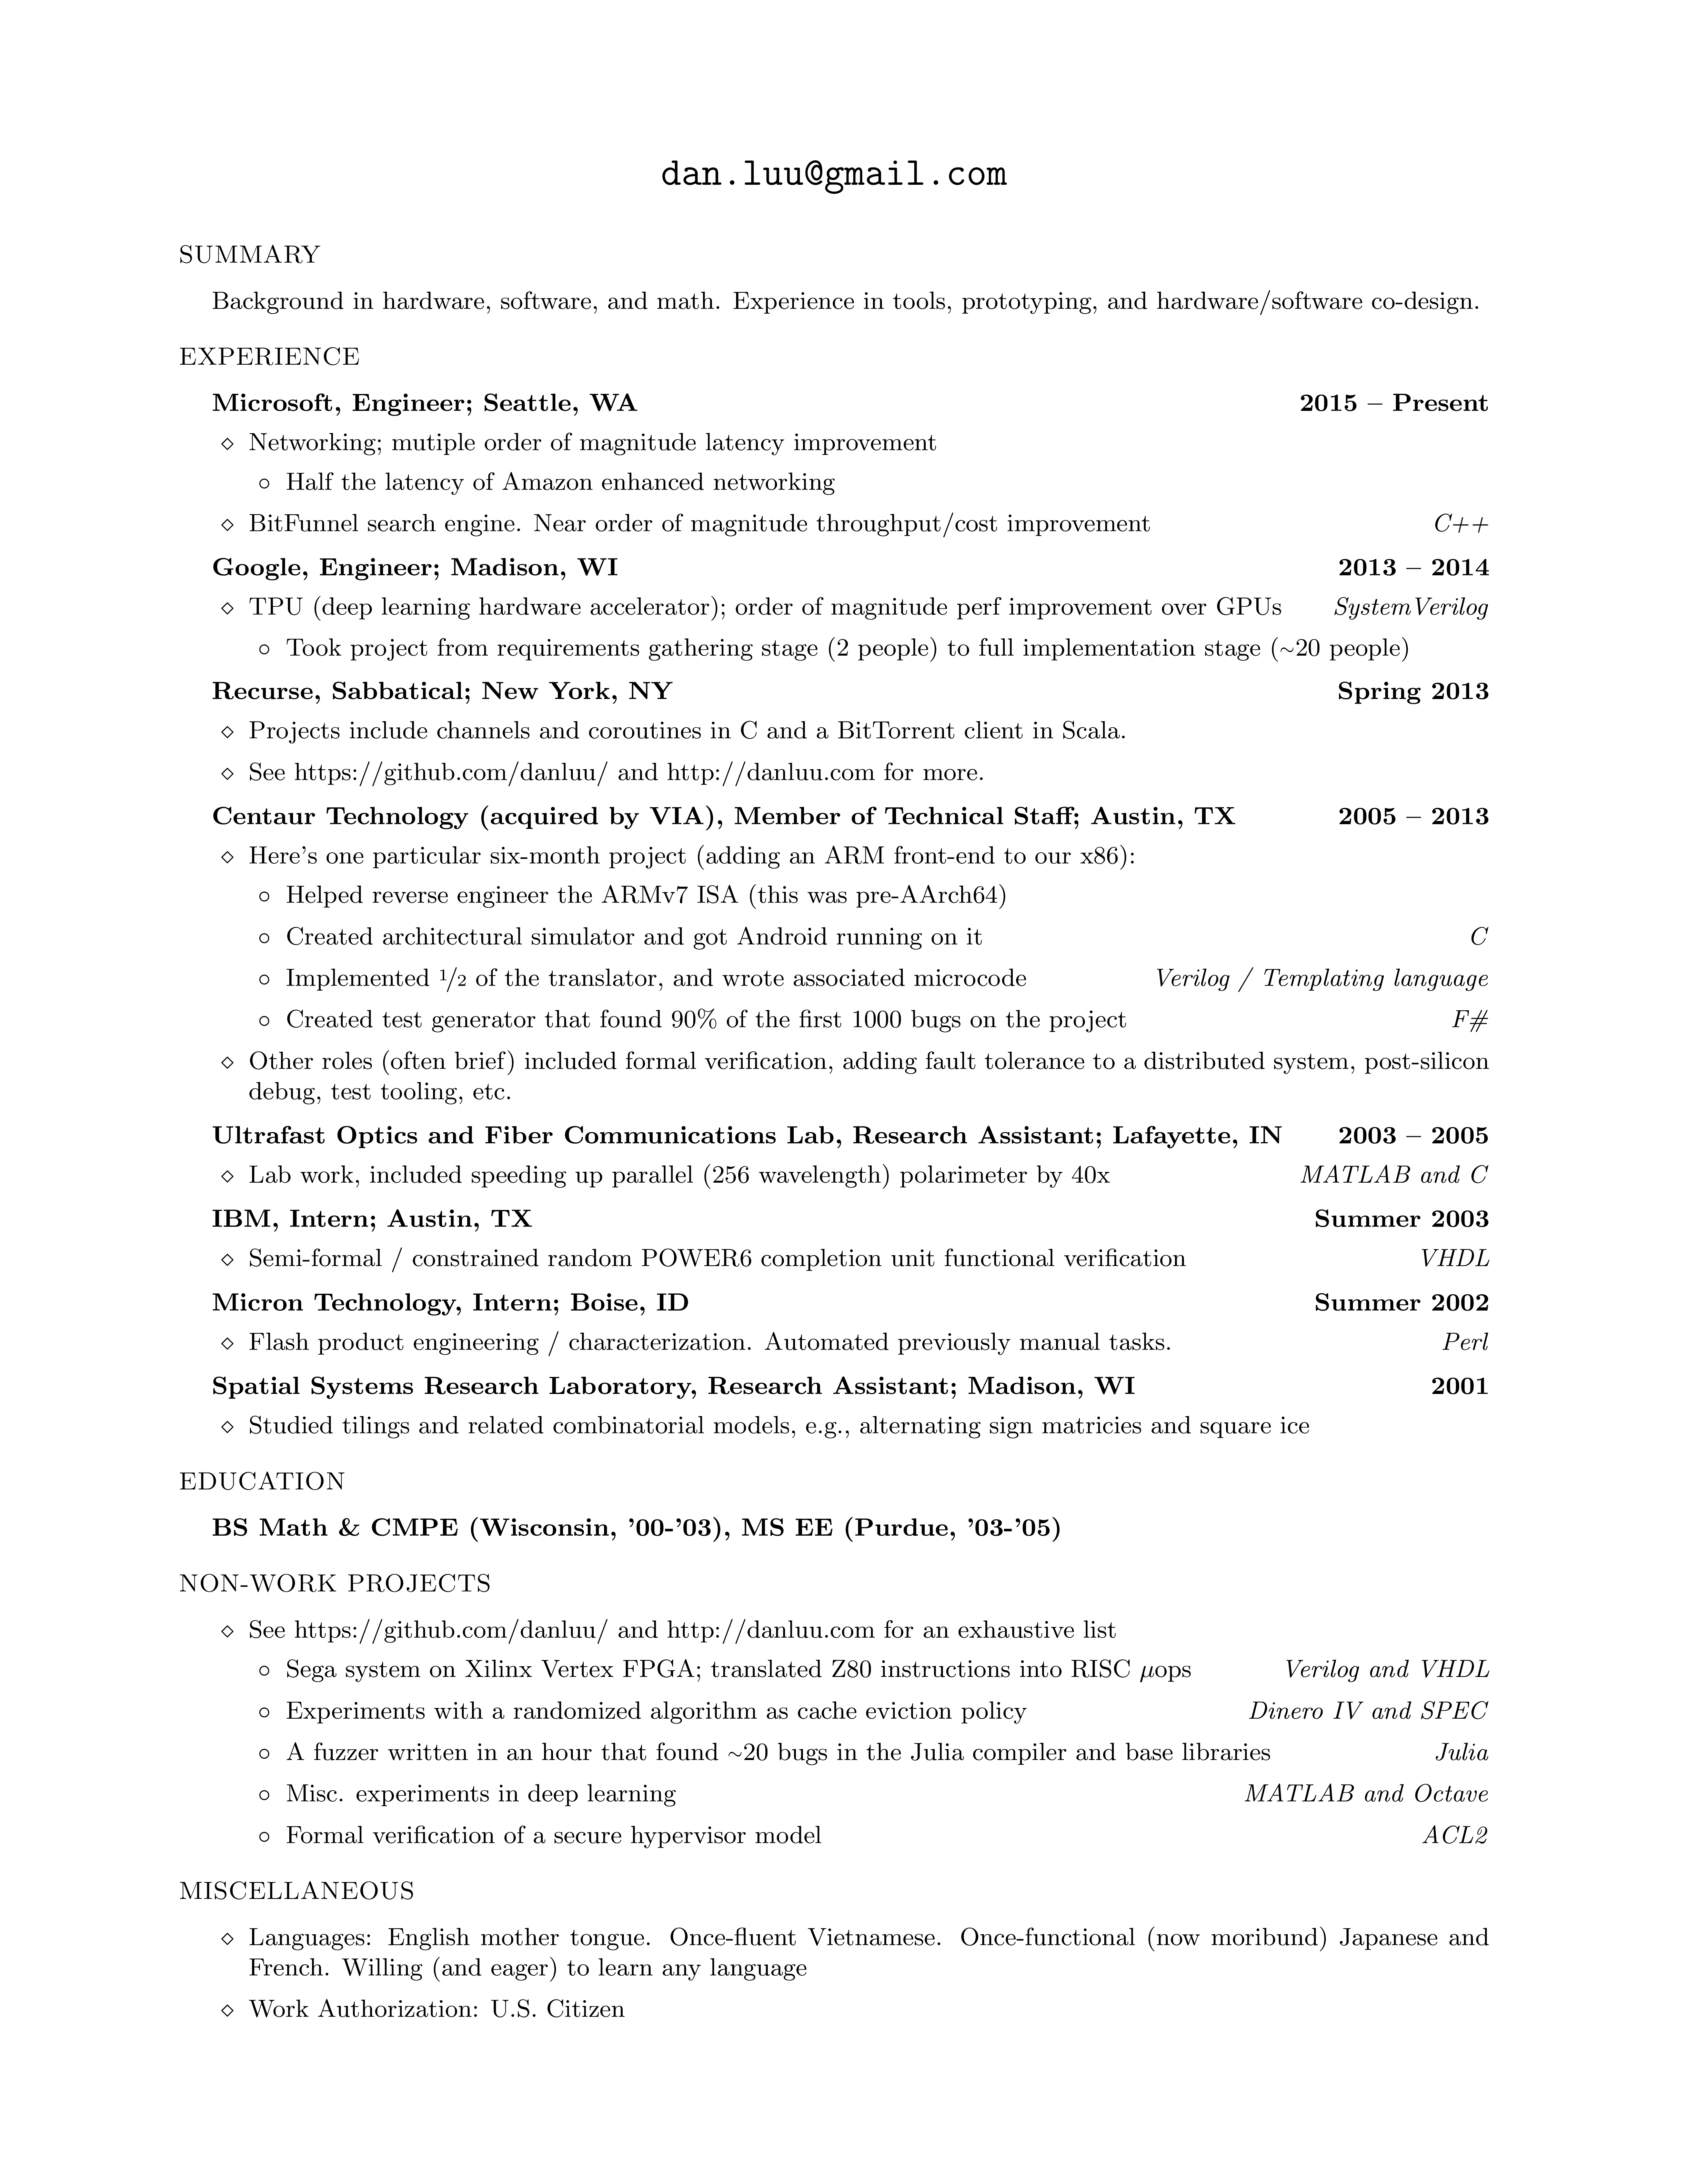 dan.luu@gmail.com
SUMMARY
Background in hardware, software, and math. Experience in tools, prototyping, and hardware/software co-design.
EXPERIENCE
Microsoft, Engineer; Seattle, WA 2015 – Present
⋄ Networking; mutiple order of magnitude latency improvement
◦ Half the latency of Amazon enhanced networking
⋄ BitFunnel search engine. Near order of magnitude throughput/cost improvement C++
Google, Engineer; Madison, WI 2013 – 2014
⋄ TPU (deep learning hardware accelerator); order of magnitude perf improvement over GPUs SystemVerilog
◦ Took project from requirements gathering stage (2 people) to full implementation stage (~20 people)
Recurse, Sabbatical; New York, NY Spring 2013
⋄ Projects include channels and coroutines in C and a BitTorrent client in Scala.
⋄ See https://github.com/danluu/ and http://danluu.com for more.
Centaur Technology (acquired by VIA), Member of Technical Staff; Austin, TX 2005 – 2013
⋄ Here's one particular six-month project (adding an ARM front-end to our x86):
◦ Helped reverse engineer the ARMv7 ISA (this was pre-AArch64)
◦ Created architectural simulator and got Android running on it C
◦ Implemented 1/2 of the translator, and wrote associated microcode Verilog / Templating language
◦ Created test generator that found 90% of the first 1000 bugs on the project F#
⋄ Other roles (often brief) included formal verification, adding fault tolerance to a distributed system, post-silicon
debug, test tooling, etc.
Ultrafast Optics and Fiber Communications Lab, Research Assistant; Lafayette, IN 2003 – 2005
⋄ Lab work, included speeding up parallel (256 wavelength) polarimeter by 40x MATLAB and C
IBM, Intern; Austin, TX Summer 2003
⋄ Semi-formal / constrained random POWER6 completion unit functional verification VHDL
Micron Technology, Intern; Boise, ID Summer 2002
⋄ Flash product engineering / characterization. Automated previously manual tasks. Perl
Spatial Systems Research Laboratory, Research Assistant; Madison, WI 2001
⋄ Studied tilings and related combinatorial models, e.g., alternating sign matricies and square ice
EDUCATION
BS Math & CMPE (Wisconsin, '00-'03), MS EE (Purdue, '03-'05)
NON-WORK PROJECTS
⋄ See https://github.com/danluu/ and http://danluu.com for an exhaustive list
◦ Sega system on Xilinx Vertex FPGA; translated Z80 instructions into RISC μops Verilog and VHDL
◦ Experiments with a randomized algorithm as cache eviction policy Dinero IV and SPEC
◦ A fuzzer written in an hour that found ~20 bugs in the Julia compiler and base libraries Julia
◦ Misc. experiments in deep learning MATLAB and Octave
◦ Formal verification of a secure hypervisor model ACL2
MISCELLANEOUS
⋄ Languages: English mother tongue. Once-fluent Vietnamese. Once-functional (now moribund) Japanese and
French. Willing (and eager) to learn any language
⋄ Work Authorization: U.S. Citizen